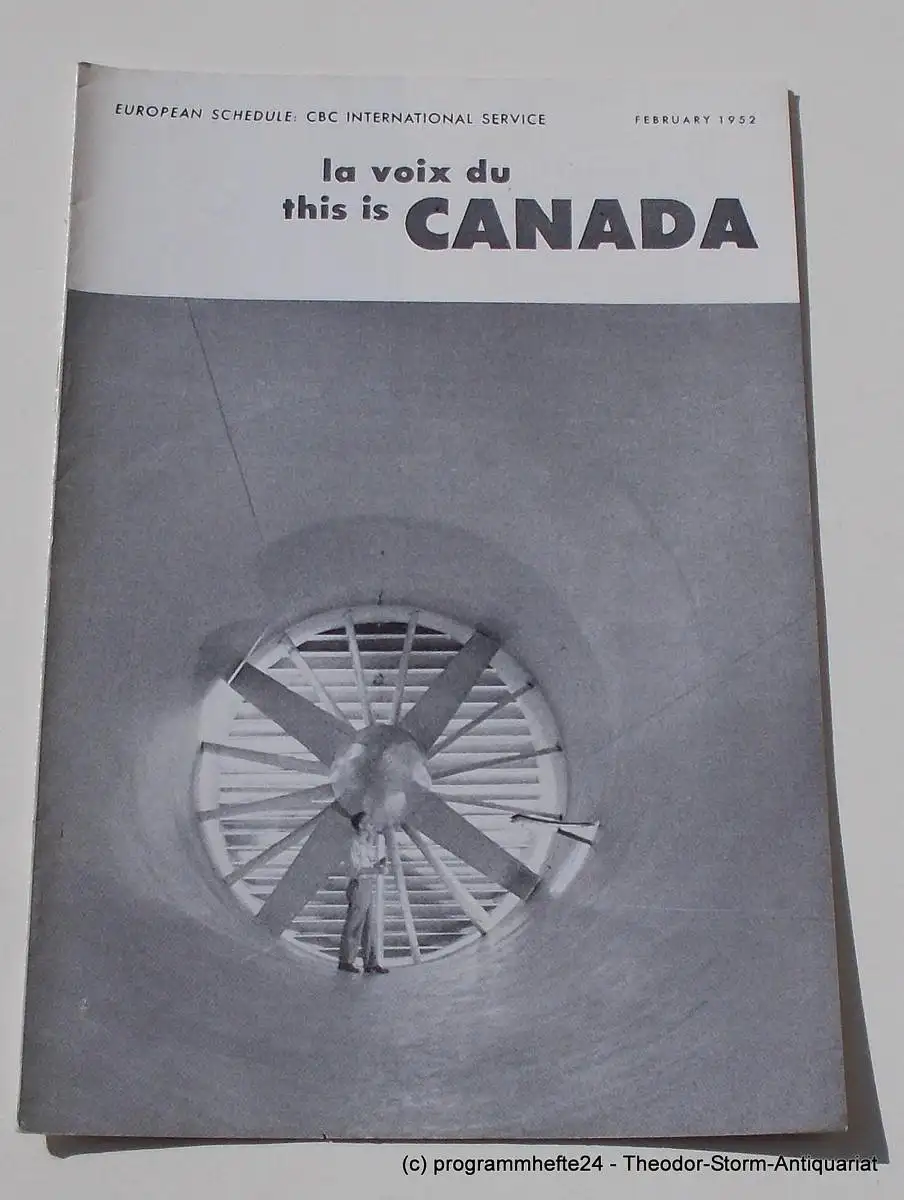 EUROPEAN SCHEDULE: CBC INTERNATIONAL SERVICE FEBRUARY 1952
la voix du
this is CANADA
(c) programmhefte24 - Theodor-Storm-Antiquariat